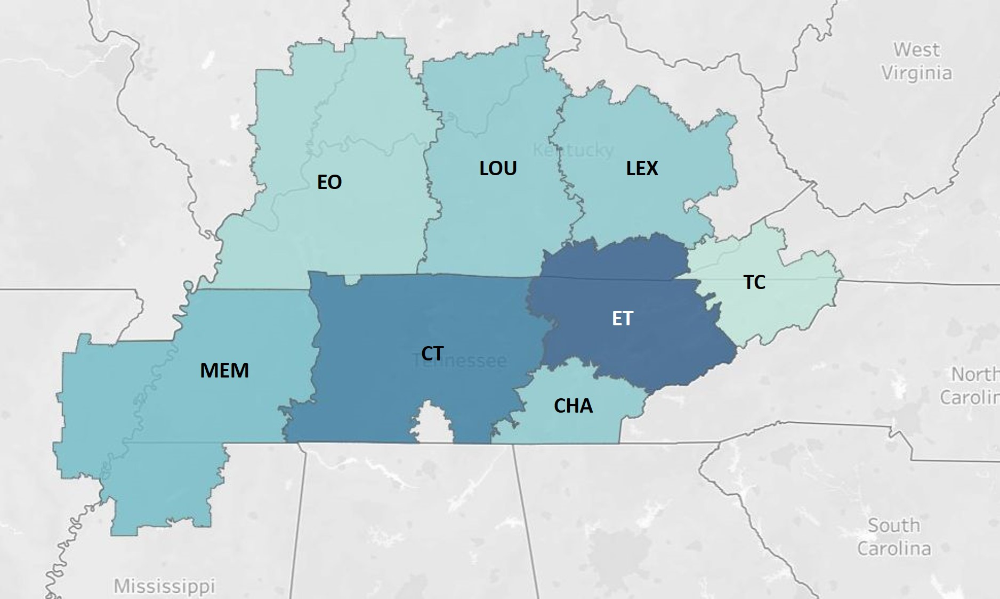 West
Virginia
Kentucky
LOU
LEX
EO
TC
ET
CT
Tennessee
MEM
North
Carolin
CHA
South
Carolina
Mississippi